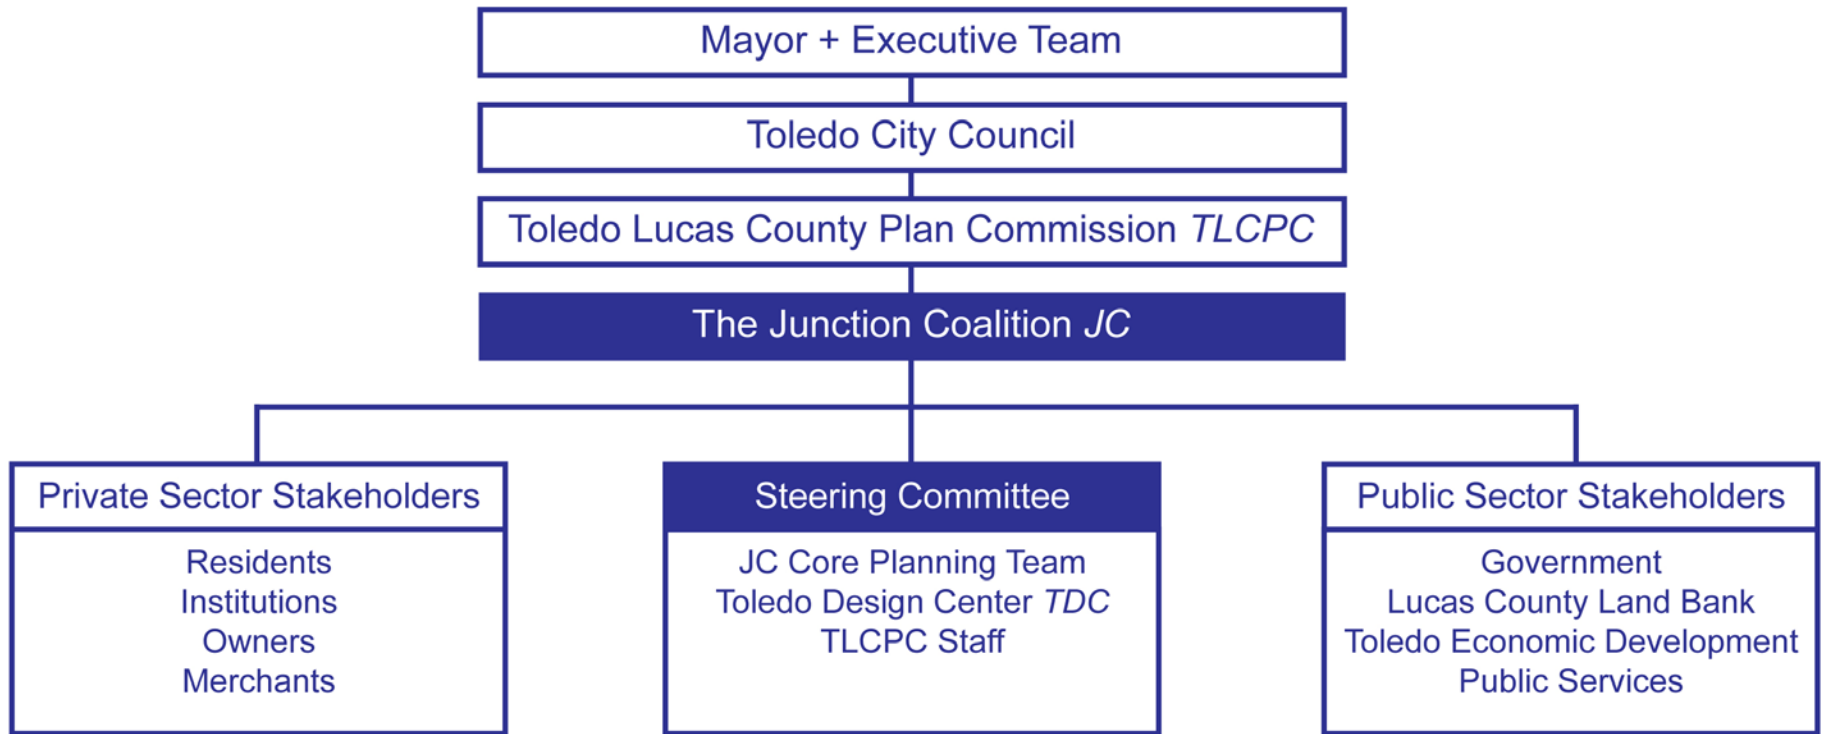 Mayor + Executive Team
Toledo City Council
Toledo Lucas County Plan Commission TLCPC
The Junction Coalition JC
Private Sector Stakeholders
Residents
Institutions
Owners
Merchants
Steering Committee
JC Core Planning Team
Toledo Design Center TDC
TLCPC Staff
Public Sector Stakeholders
Government
Lucas County Land Bank
Toledo Economic Development
Public Services